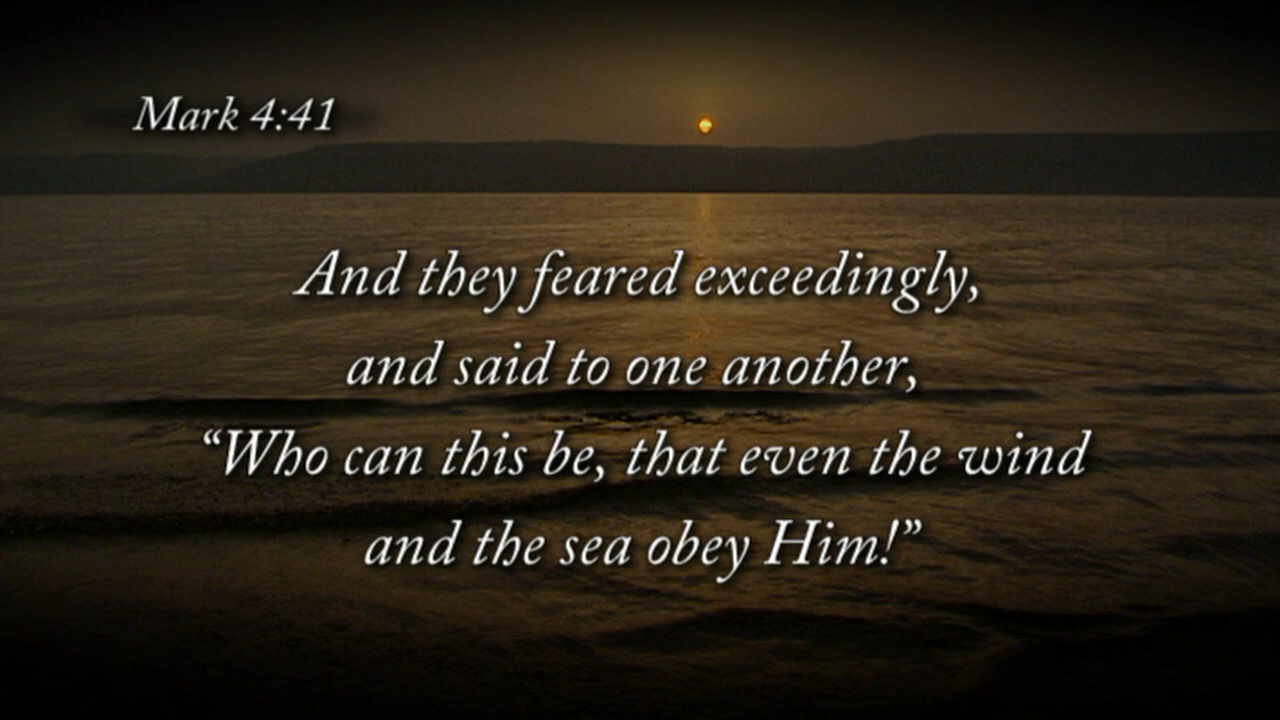 Mark 4:41
And they feared exceedingly,
and said to one another,
“Who can this be, that even the wind
and the sea obey Him!”